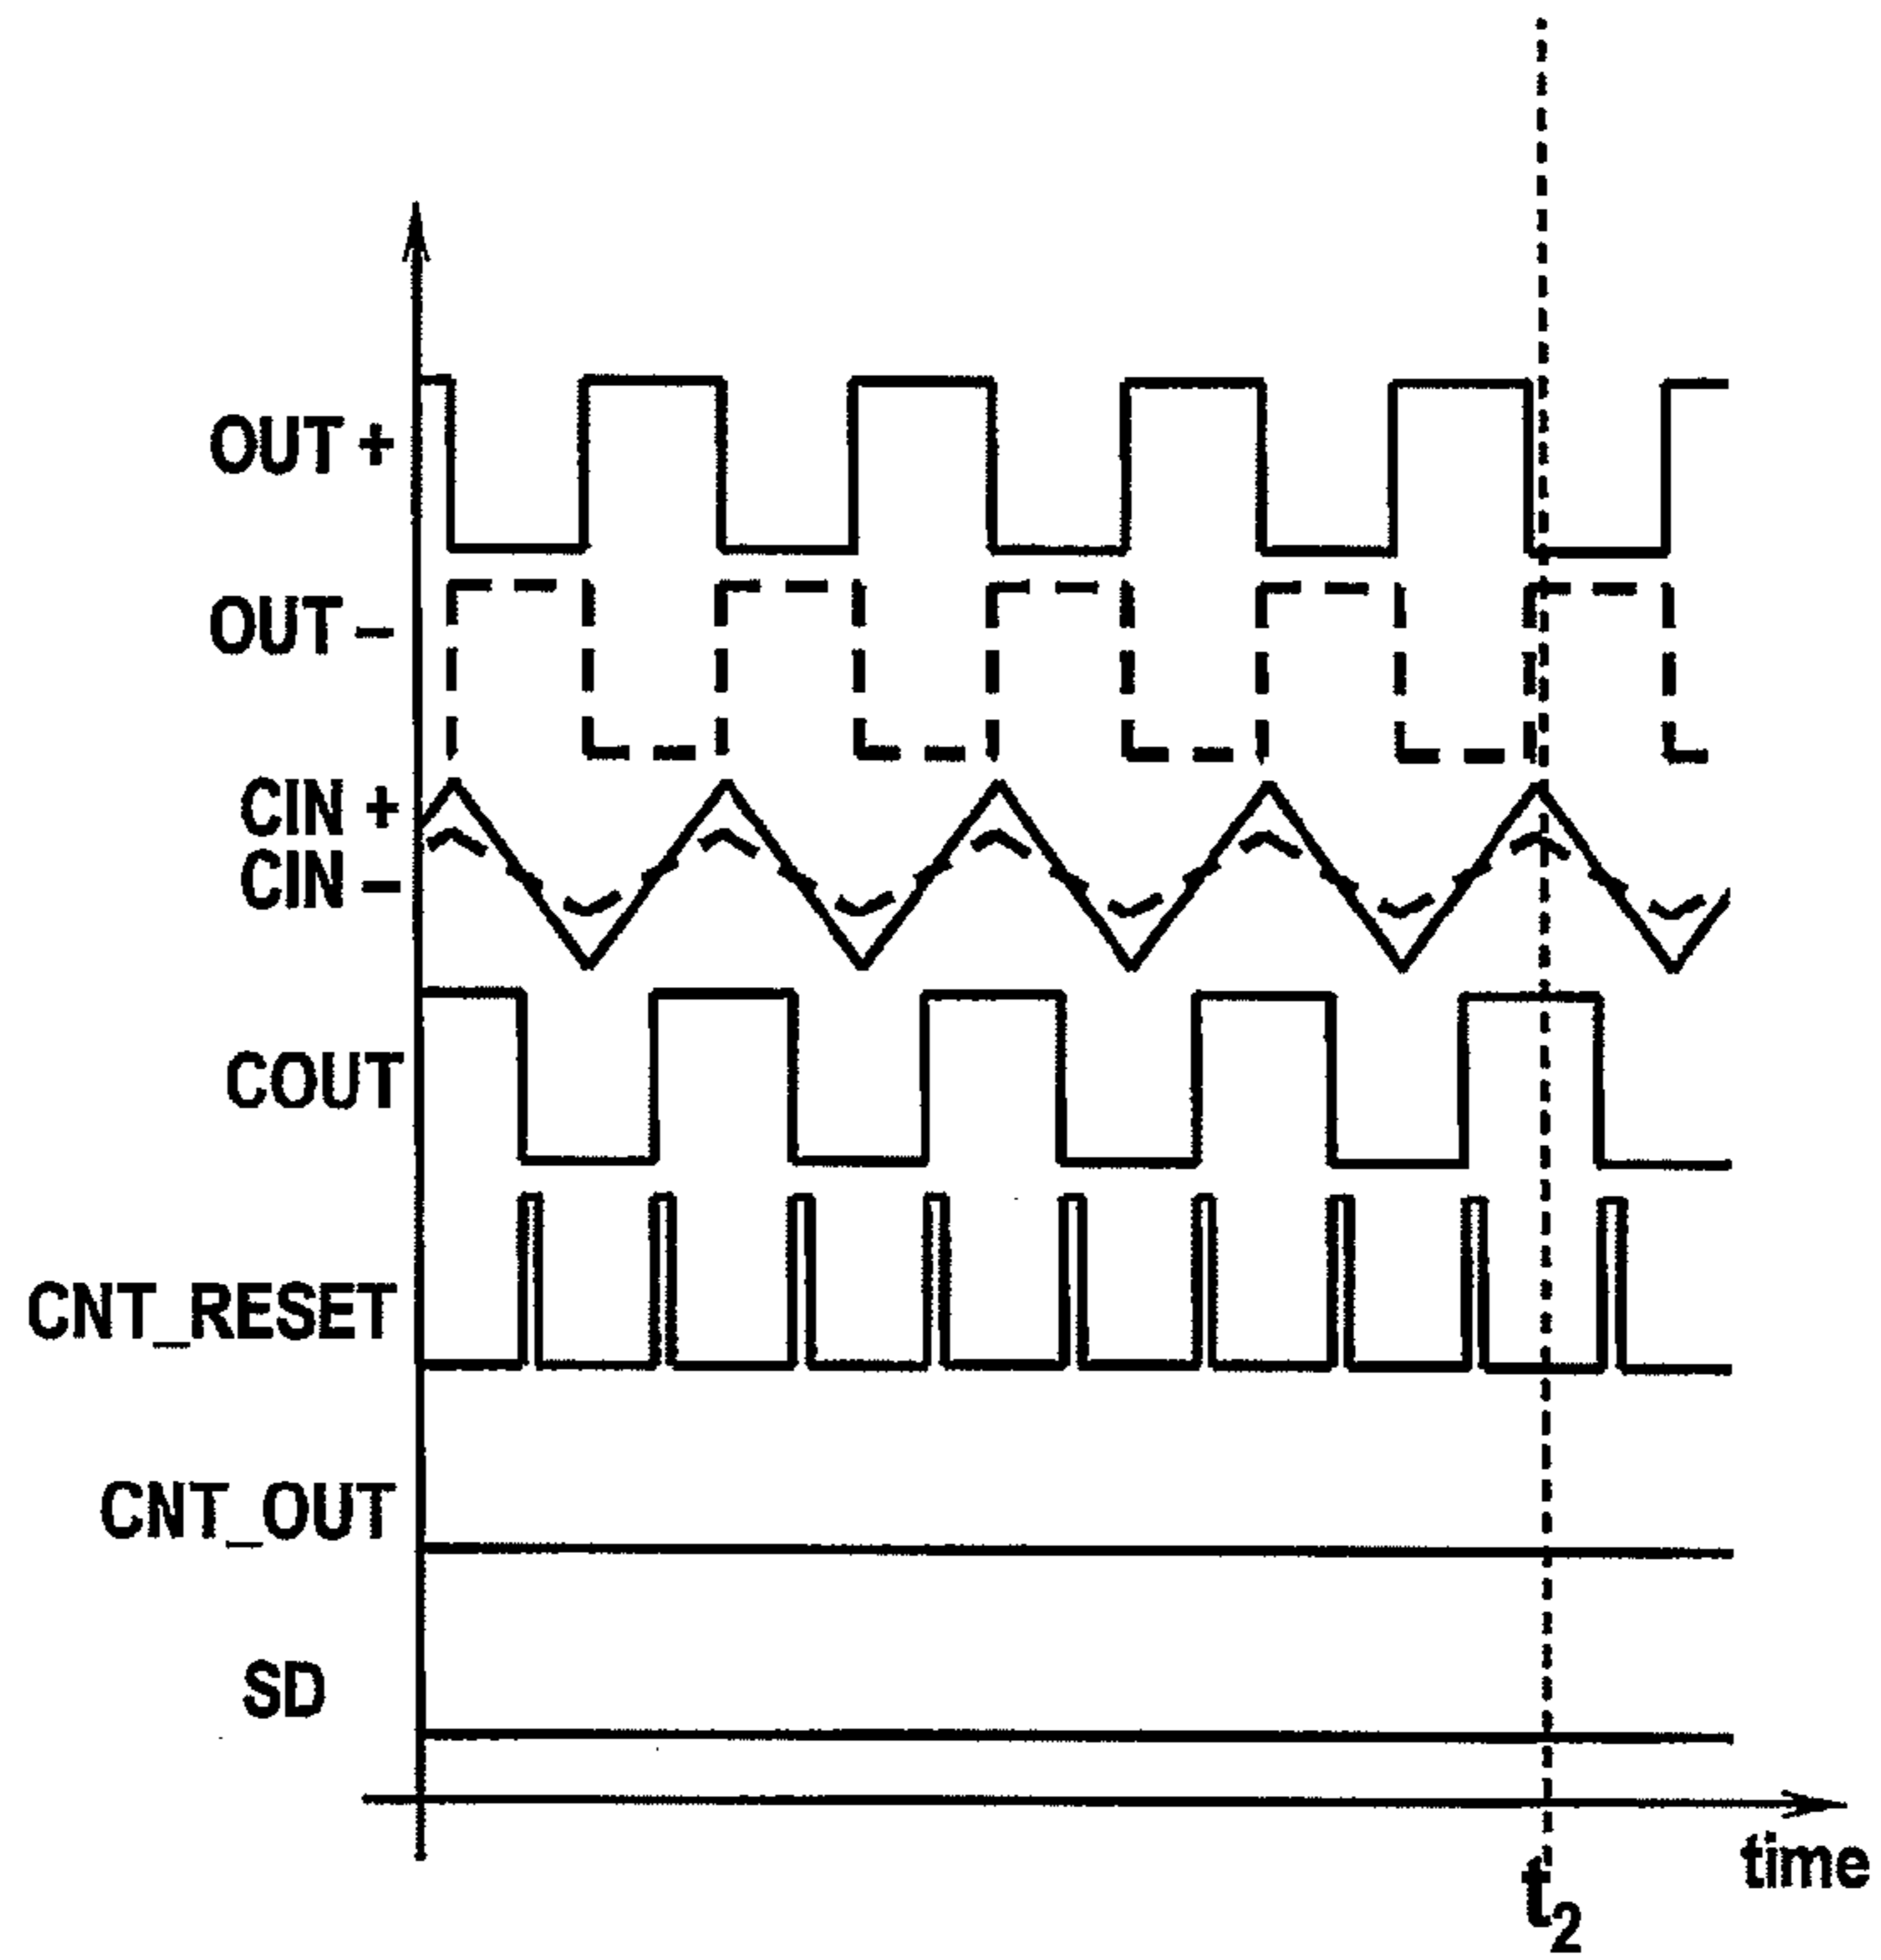 OUT +
OUT -
CIN +
CIN -
COUT
CNT_RESET
CNT_OUT
SD
time
t2